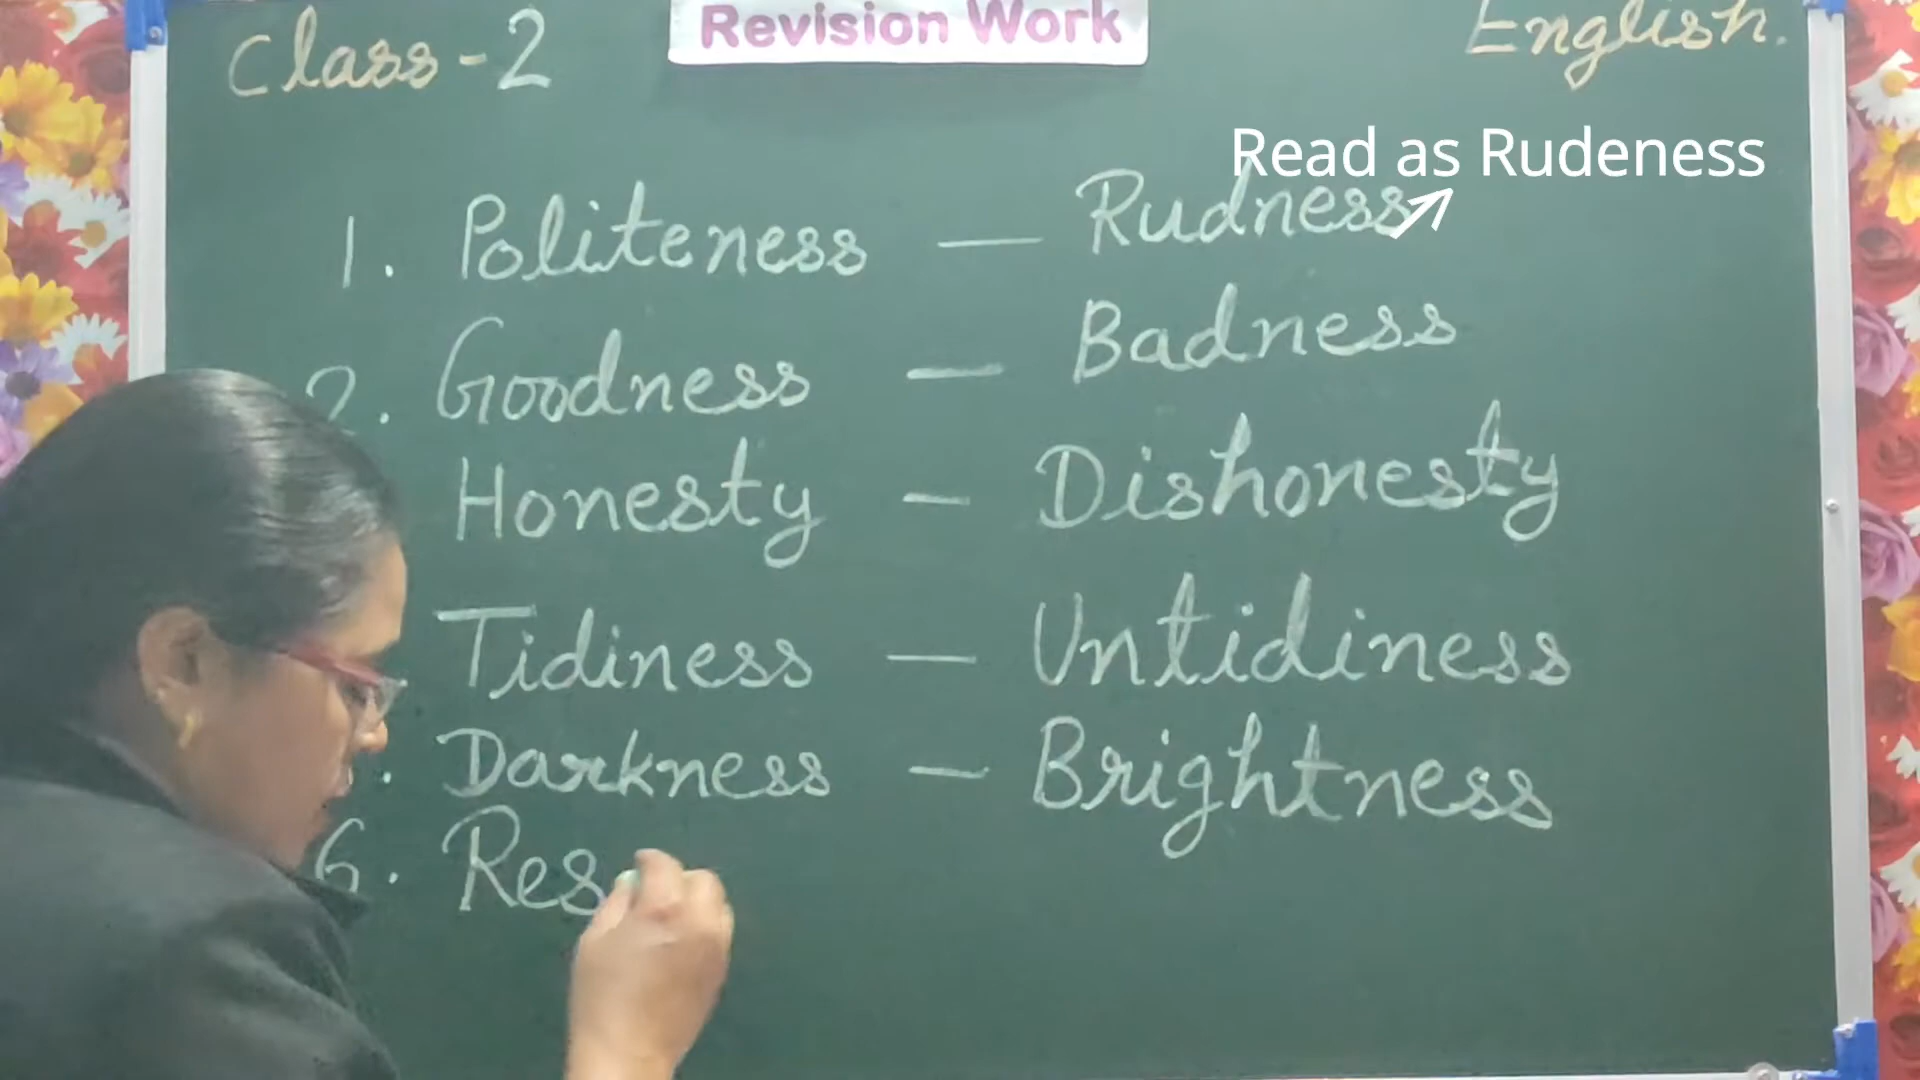 Class-2 Revision Work English.
Read as Rudeness
1. Politeness — Rudness
2. Goodness — Badness
Honesty — Dishonesty
Tidiness — Untidiness
Darkness — Brightness
6. Res